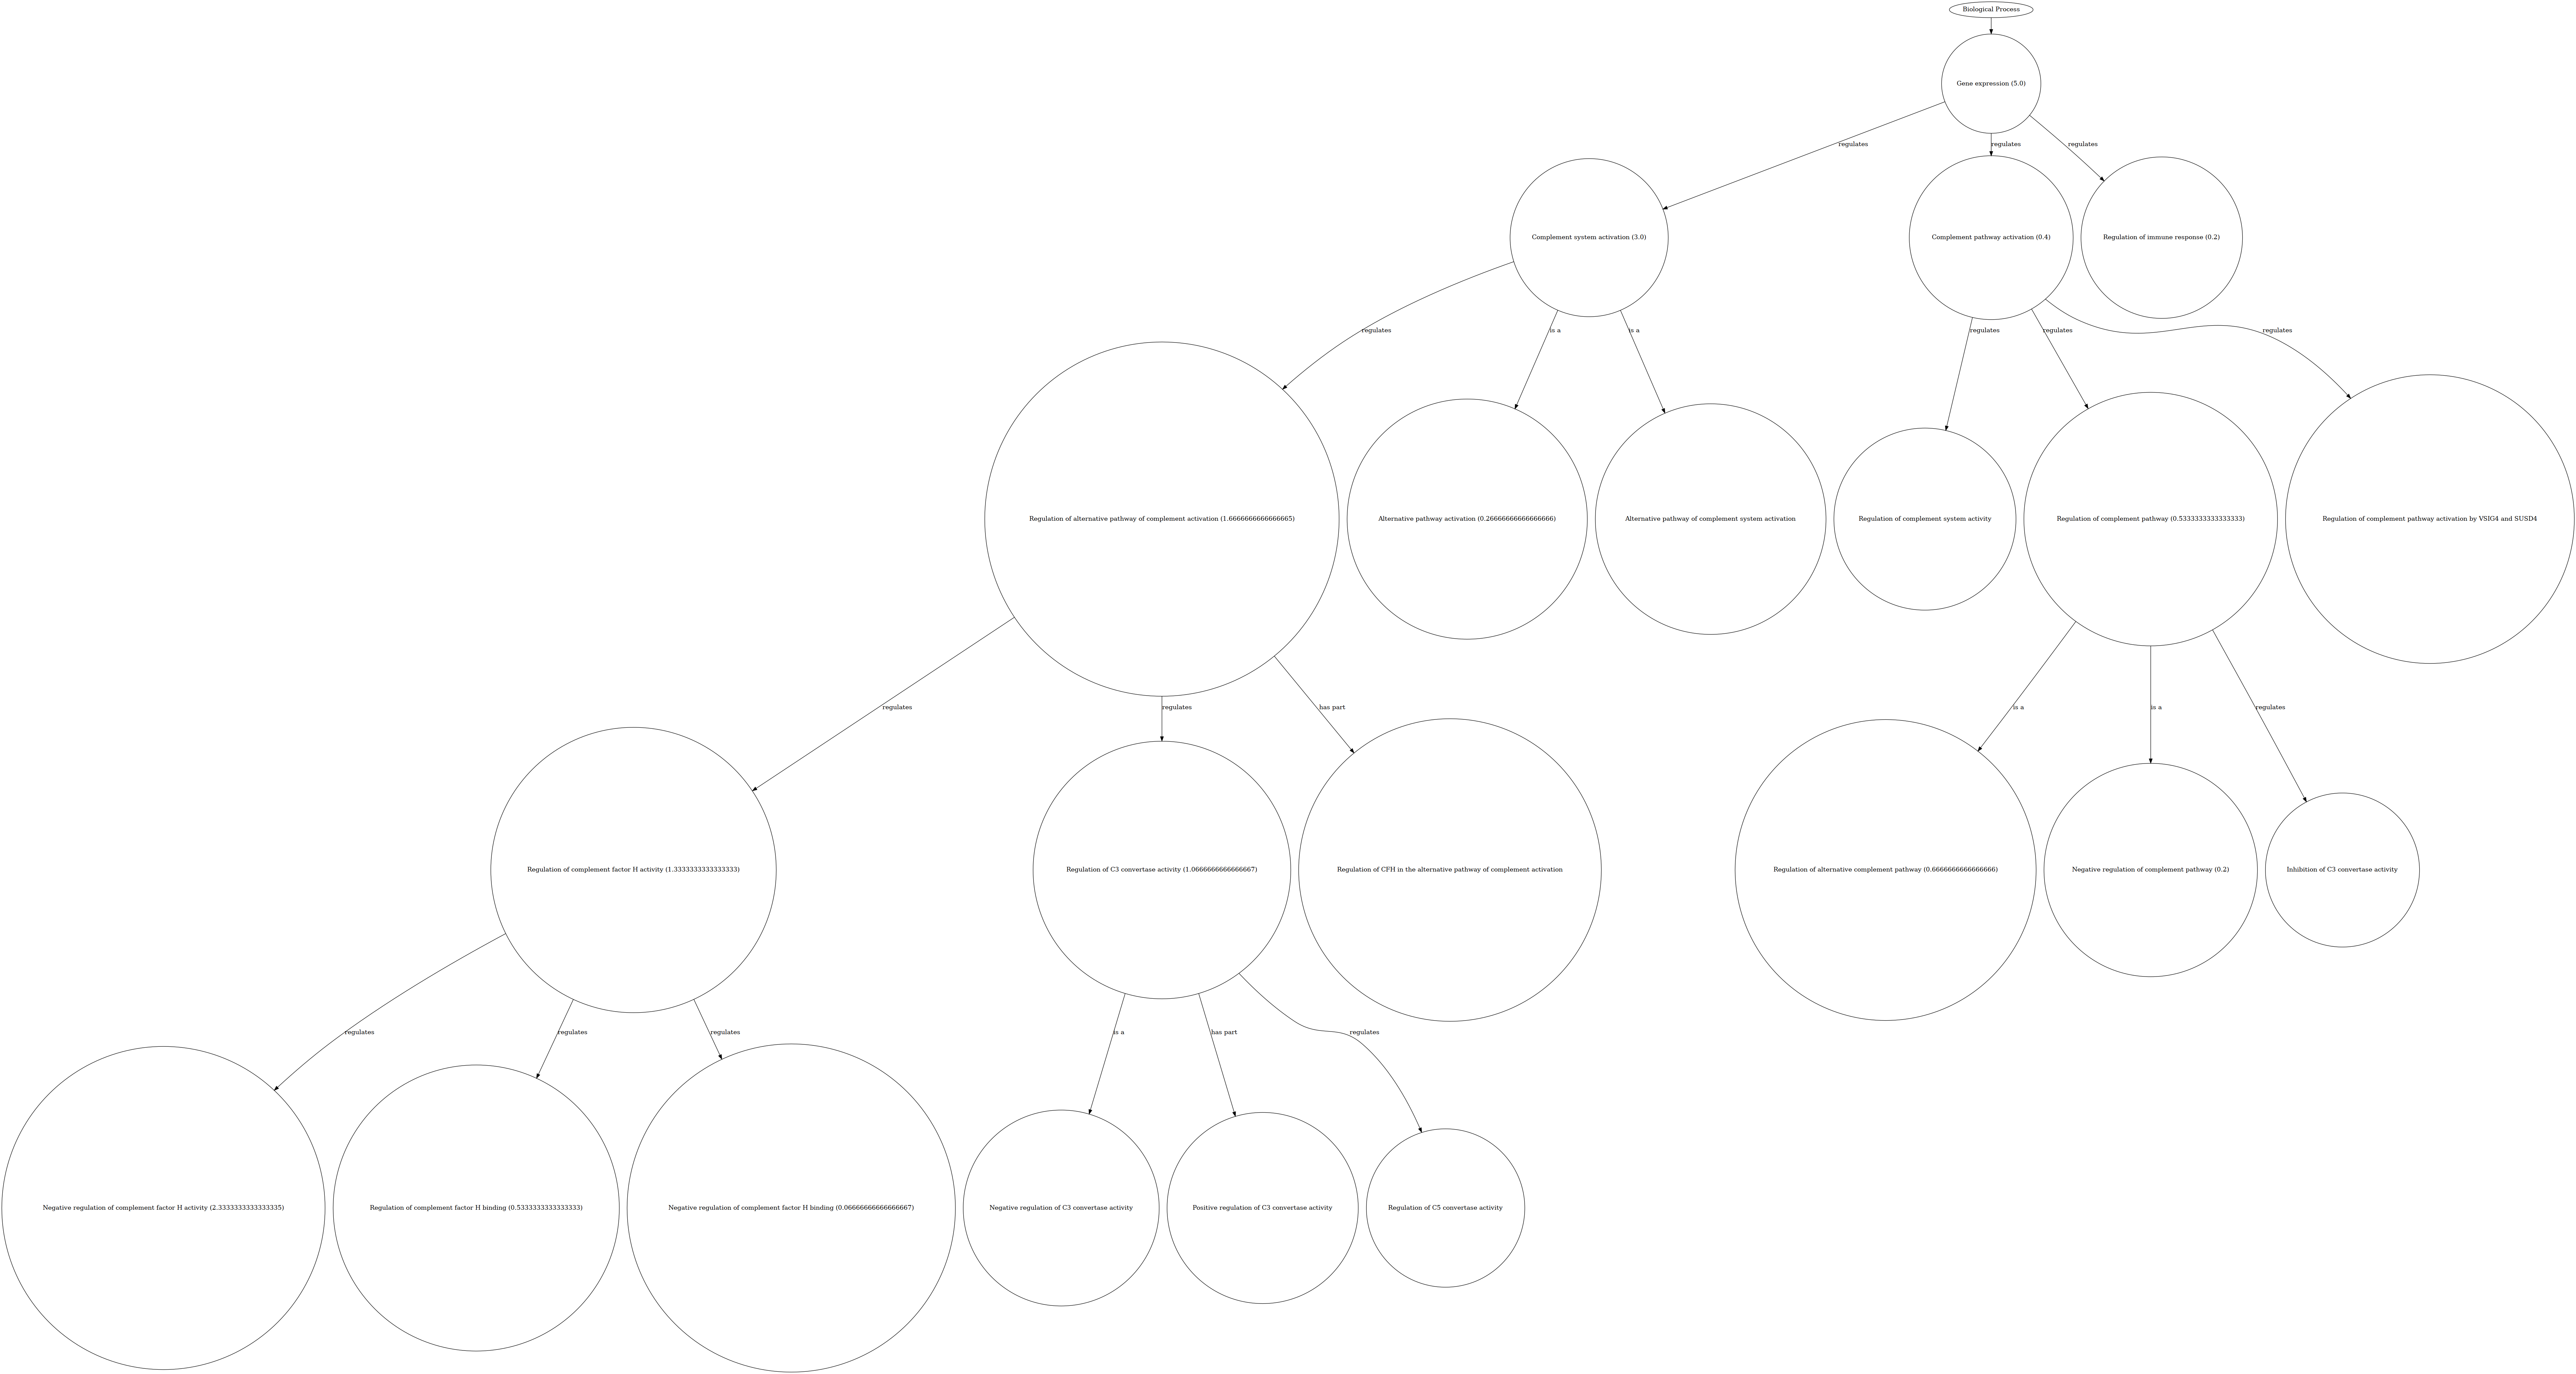 Biological Process
Gene expression (5.0)
regulates
regulates
regulates
Complement system activation (3.0)
Complement pathway activation (0.4)
Regulation of immune response (0.2)
regulates
is a
is a
regulates
regulates
regulates
Regulation of alternative pathway of complement activation (1.6666666666666665)
Alternative pathway activation (0.26666666666666666)
Alternative pathway of complement system activation
Regulation of complement system activity
Regulation of complement pathway (0.5333333333333333)
Regulation of complement pathway activation by VSIG4 and SUSD4
regulates
regulates
has part
is a
is a
regulates
Regulation of complement factor H activity (1.3333333333333333)
Regulation of C3 convertase activity (1.0666666666666667)
Regulation of CFH in the alternative pathway of complement activation
Regulation of alternative complement pathway (0.6666666666666666)
Negative regulation of complement pathway (0.2)
Inhibition of C3 convertase activity
regulates
regulates
regulates
is a
has part
regulates
Negative regulation of complement factor H activity (2.3333333333333335)
Regulation of complement factor H binding (0.5333333333333333)
Negative regulation of complement factor H binding (0.06666666666666667)
Negative regulation of C3 convertase activity
Positive regulation of C3 convertase activity
Regulation of C5 convertase activity